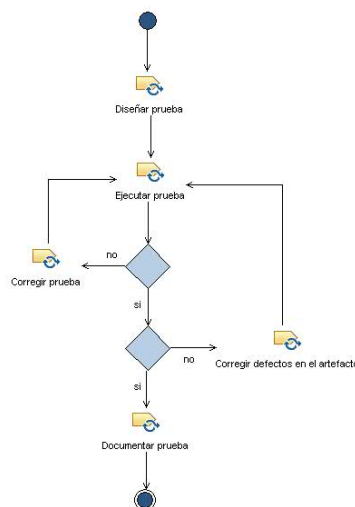 Diseñar prueba
Ejecutar prueba
no
Corregir prueba
si
no
Corregir defectos en el artefacto
si
Documentar prueba